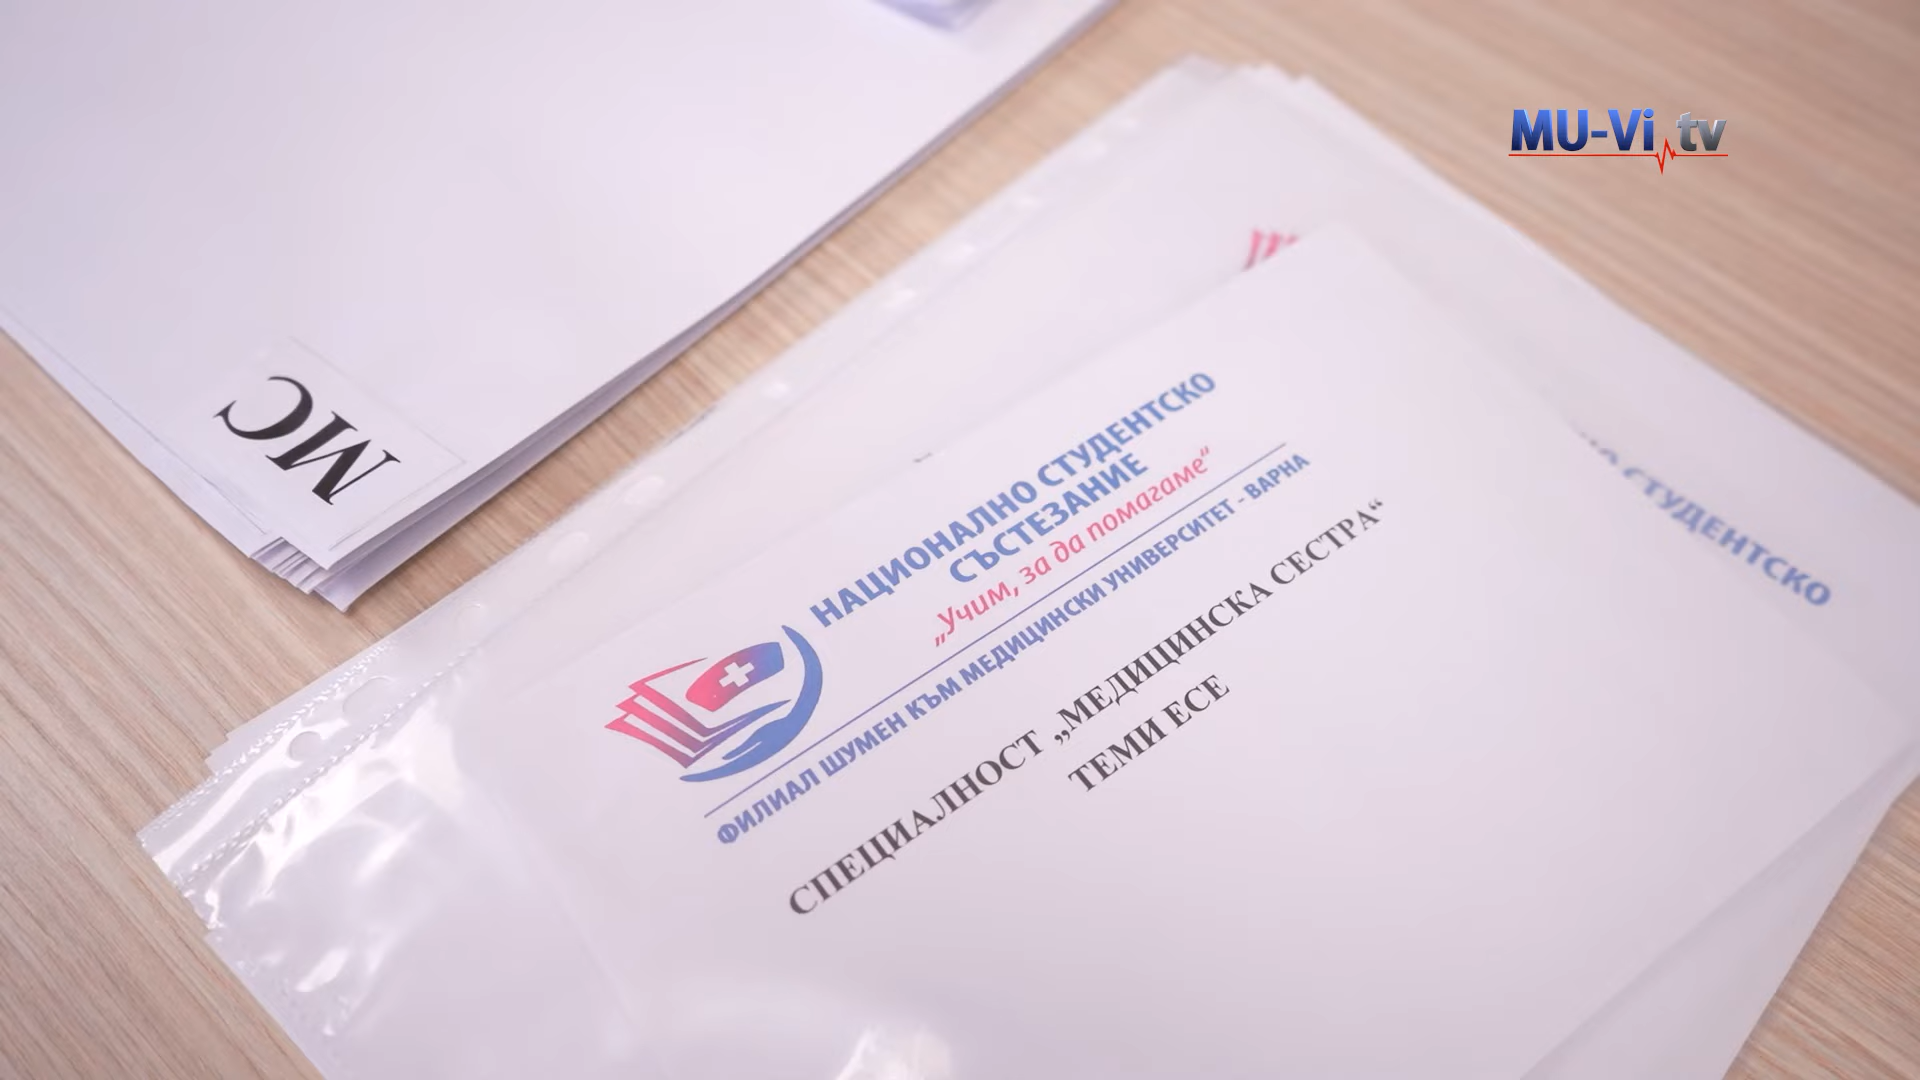 MU-Vi.tv
МС
НАЦИОНАЛНО СТУДЕНТСКО
СЪСТЕЗАНИЕ
„Учим, за да помагаме“
ФИЛИАЛ ШУМЕН КЪМ МЕДИЦИНСКИ УНИВЕРСИТЕТ - ВАРНА
СПЕЦИАЛНОСТ „МЕДИЦИНСКА СЕСТРА“
ТЕМИ ЕСЕ
СТУДЕНТСКО